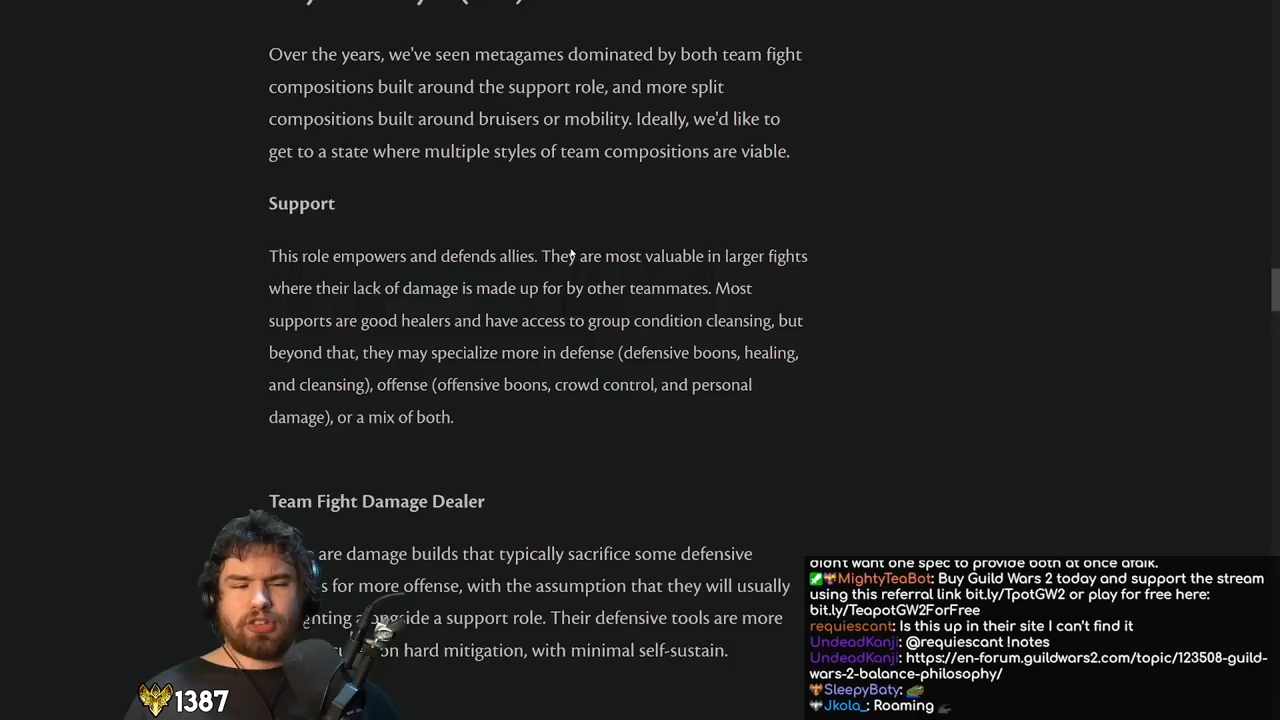 Over the years, we've seen metagames dominated by both team fight
compositions built around the support role, and more split
compositions built around bruisers or mobility. Ideally, we'd like to
get to a state where multiple styles of team compositions are viable.
Support
This role empowers and defends allies. They are most valuable in larger fights
where their lack of damage is made up for by other teammates. Most
supports are good healers and have access to group condition cleansing, but
beyond that, they may specialize more in defense (defensive boons, healing,
and cleansing), offense (offensive boons, crowd control, and personal
damage), or a mix of both.
Team Fight Damage Dealer
are damage builds that typically sacrifice some defensive
for more offense, with the assumption that they will usually
alongside a support role. Their defensive tools are more
on hard mitigation, with minimal self-sustain.
didn't want one spec to provide both at once afaik.
MightyTeaBot: Buy Guild Wars 2 today and support the stream
using this referral link bit.ly/TpotGW2 or play for free here:
bit.ly/TeapotGW2ForFree
requiescant: Is this up in their site I can't find it
UndeadKanji: @requiescant !notes
UndeadKanji: https://en-forum.guildwars2.com/topic/123508-guild-
wars-2-balance-philosophy/
SleepyBaty:
Jkola_: Roaming
1387